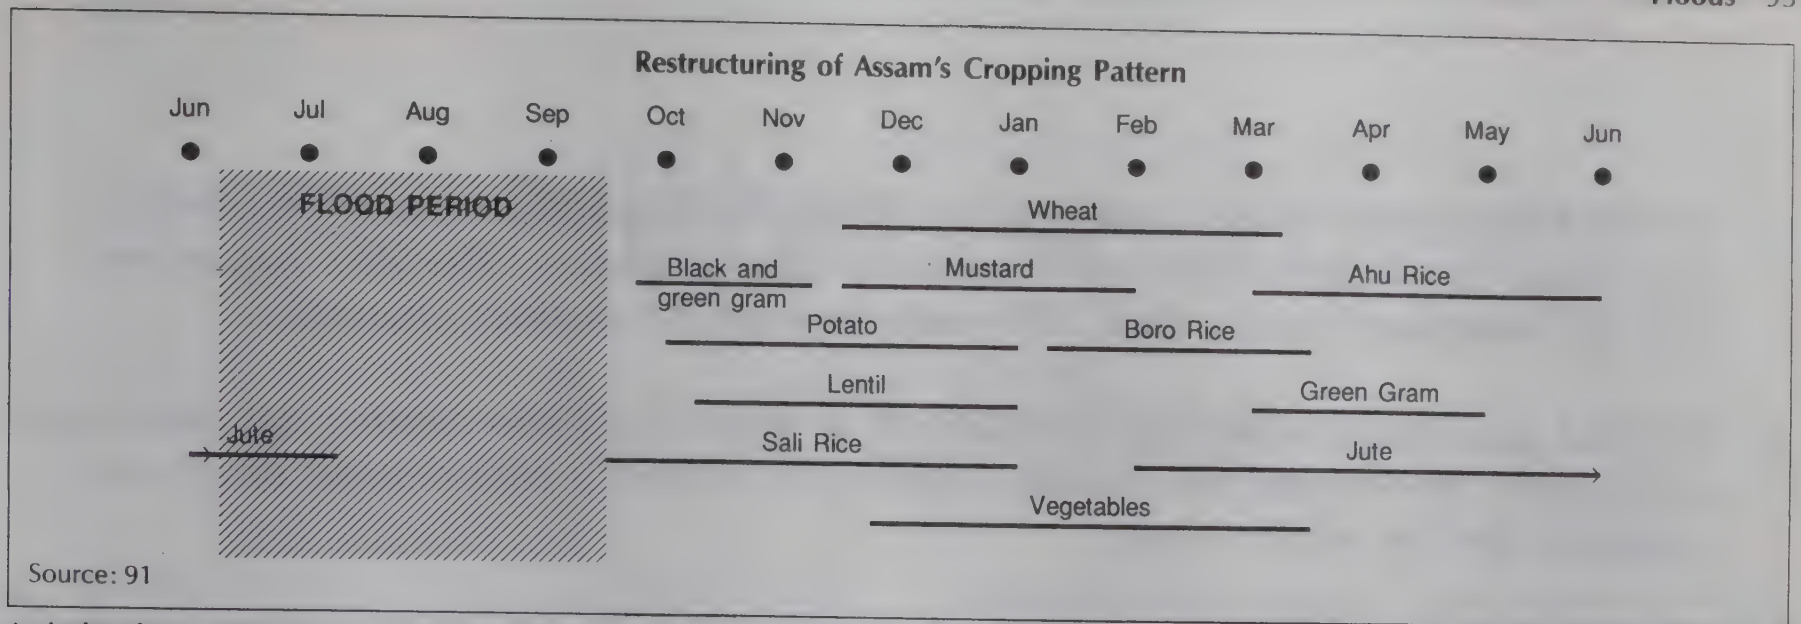 Floods 93
Restructuring of Assam's Cropping Pattern
Jun Jul Aug Sep Oct Nov Dec Jan Feb Mar Apr May Jun
FLOOD PERIOD
Wheat
Black and green gram
Mustard
Ahu Rice
Potato
Boro Rice
Lentil
Green Gram
Jute
Sali Rice
Jute
Vegetables
Source: 91